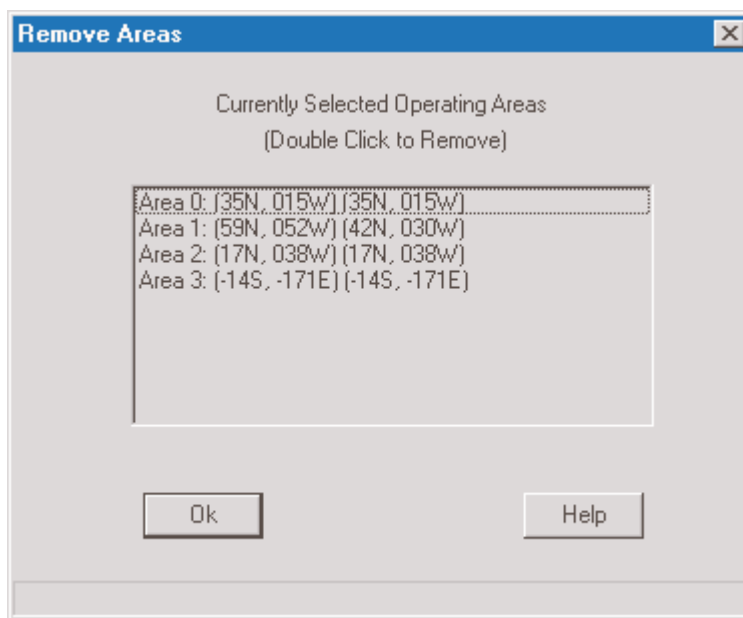 Remove Areas
Currently Selected Operating Areas
(Double Click to Remove)
Area 0: (35N, 015W) (35N, 015W)
Area 1: (59N, 052W) (42N, 030W)
Area 2: (17N, 038W) (17N, 038W)
Area 3: (-14S, -171E) (-14S, -171E)
Ok
Help